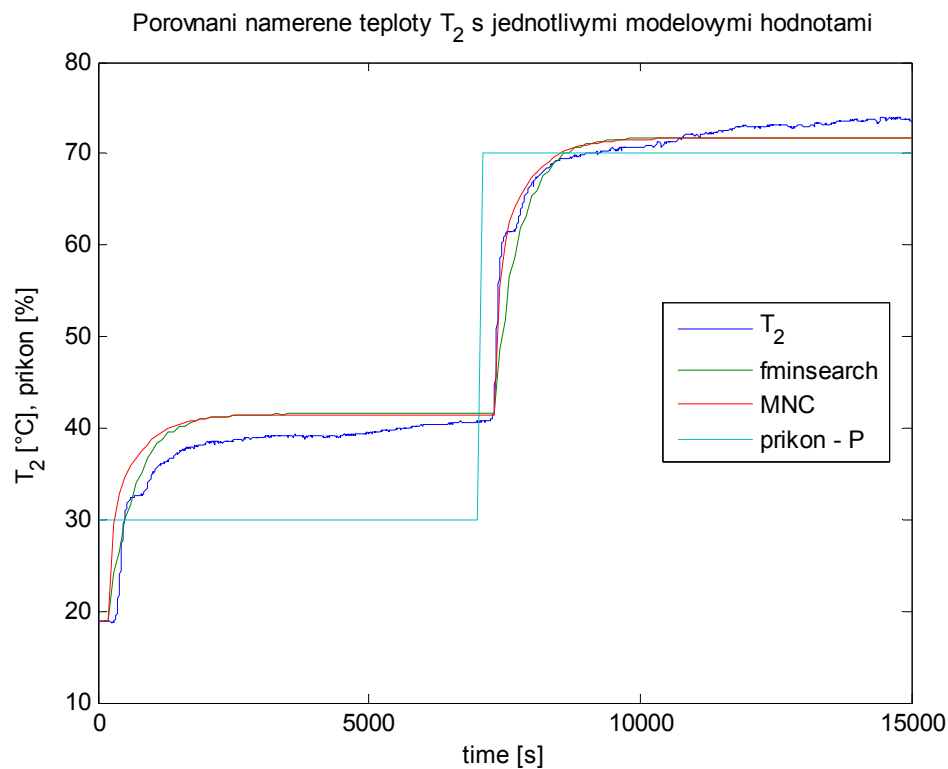 Porovnani namerene teploty T₂ s jednotlivymi modelovymi hodnotami
80
70
60
50
40
30
20
10
T₂ [°C], prikon [%]
T₂
fminsearch
MNC
prikon - P
0
5000
10000
15000
time [s]